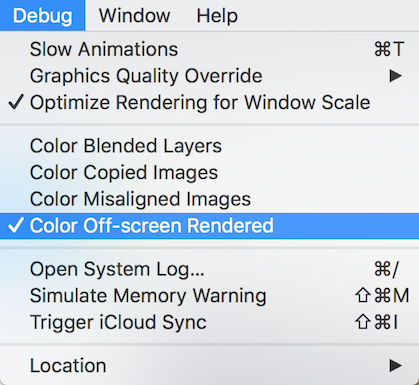 Debug Window Help
Slow Animations ⌘T
Graphics Quality Override ▶
✓ Optimize Rendering for Window Scale
Color Blended Layers
Color Copied Images
Color Misaligned Images
✓ Color Off-screen Rendered
Open System Log... ⌘/
Simulate Memory Warning ⇧⌘M
Trigger iCloud Sync ⇧⌘I
Location ▶